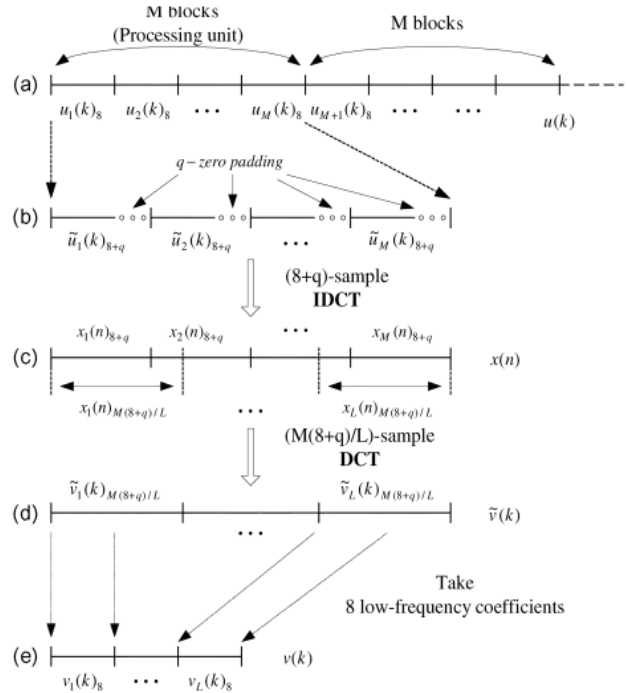 M blocks
(Processing unit)
M blocks
(a)
u₁(k)₈ u₂(k)₈ ••• u_M(k)₈ u_{M+1}(k)₈ ••• •••
u(k)
q − zero padding
(b)
ũ₁(k)_{8+q} ũ₂(k)_{8+q} ••• ũ_M(k)_{8+q}
(8+q)-sample
IDCT
x₁(n)_{8+q} x₂(n)_{8+q} ••• x_M(n)_{8+q}
(c)
x(n)
x₁(n)_{M(8+q)/L} ••• x_L(n)_{M(8+q)/L}
(M(8+q)/L)-sample
DCT
ṽ₁(k)_{M(8+q)/L} ṽ_L(k)_{M(8+q)/L}
(d)
ṽ(k)
•••
Take
8 low-frequency coefficients
(e)
v(k)
v₁(k)₈ ••• v_L(k)₈